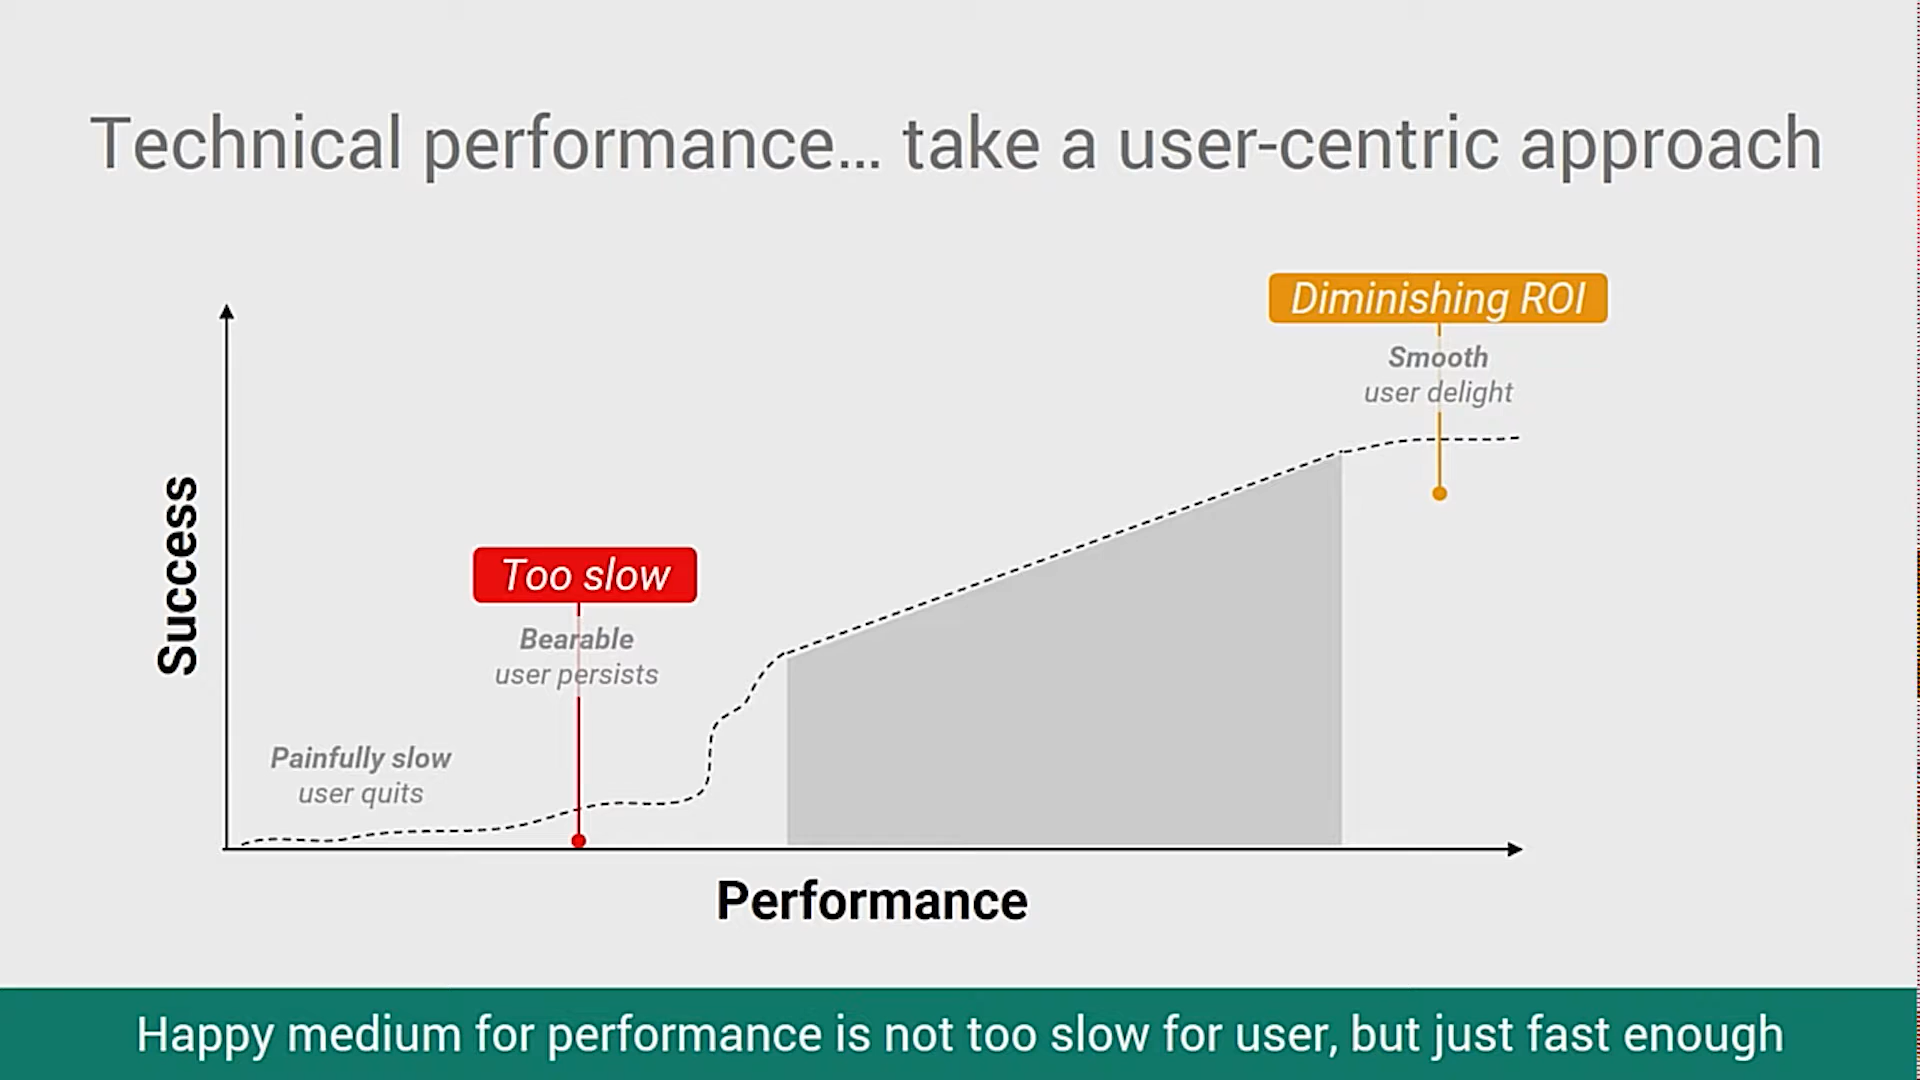 Technical performance... take a user-centric approach
Diminishing ROI
Smooth
user delight
Success
Too slow
Bearable
user persists
Painfully slow
user quits
Performance
Happy medium for performance is not too slow for user, but just fast enough